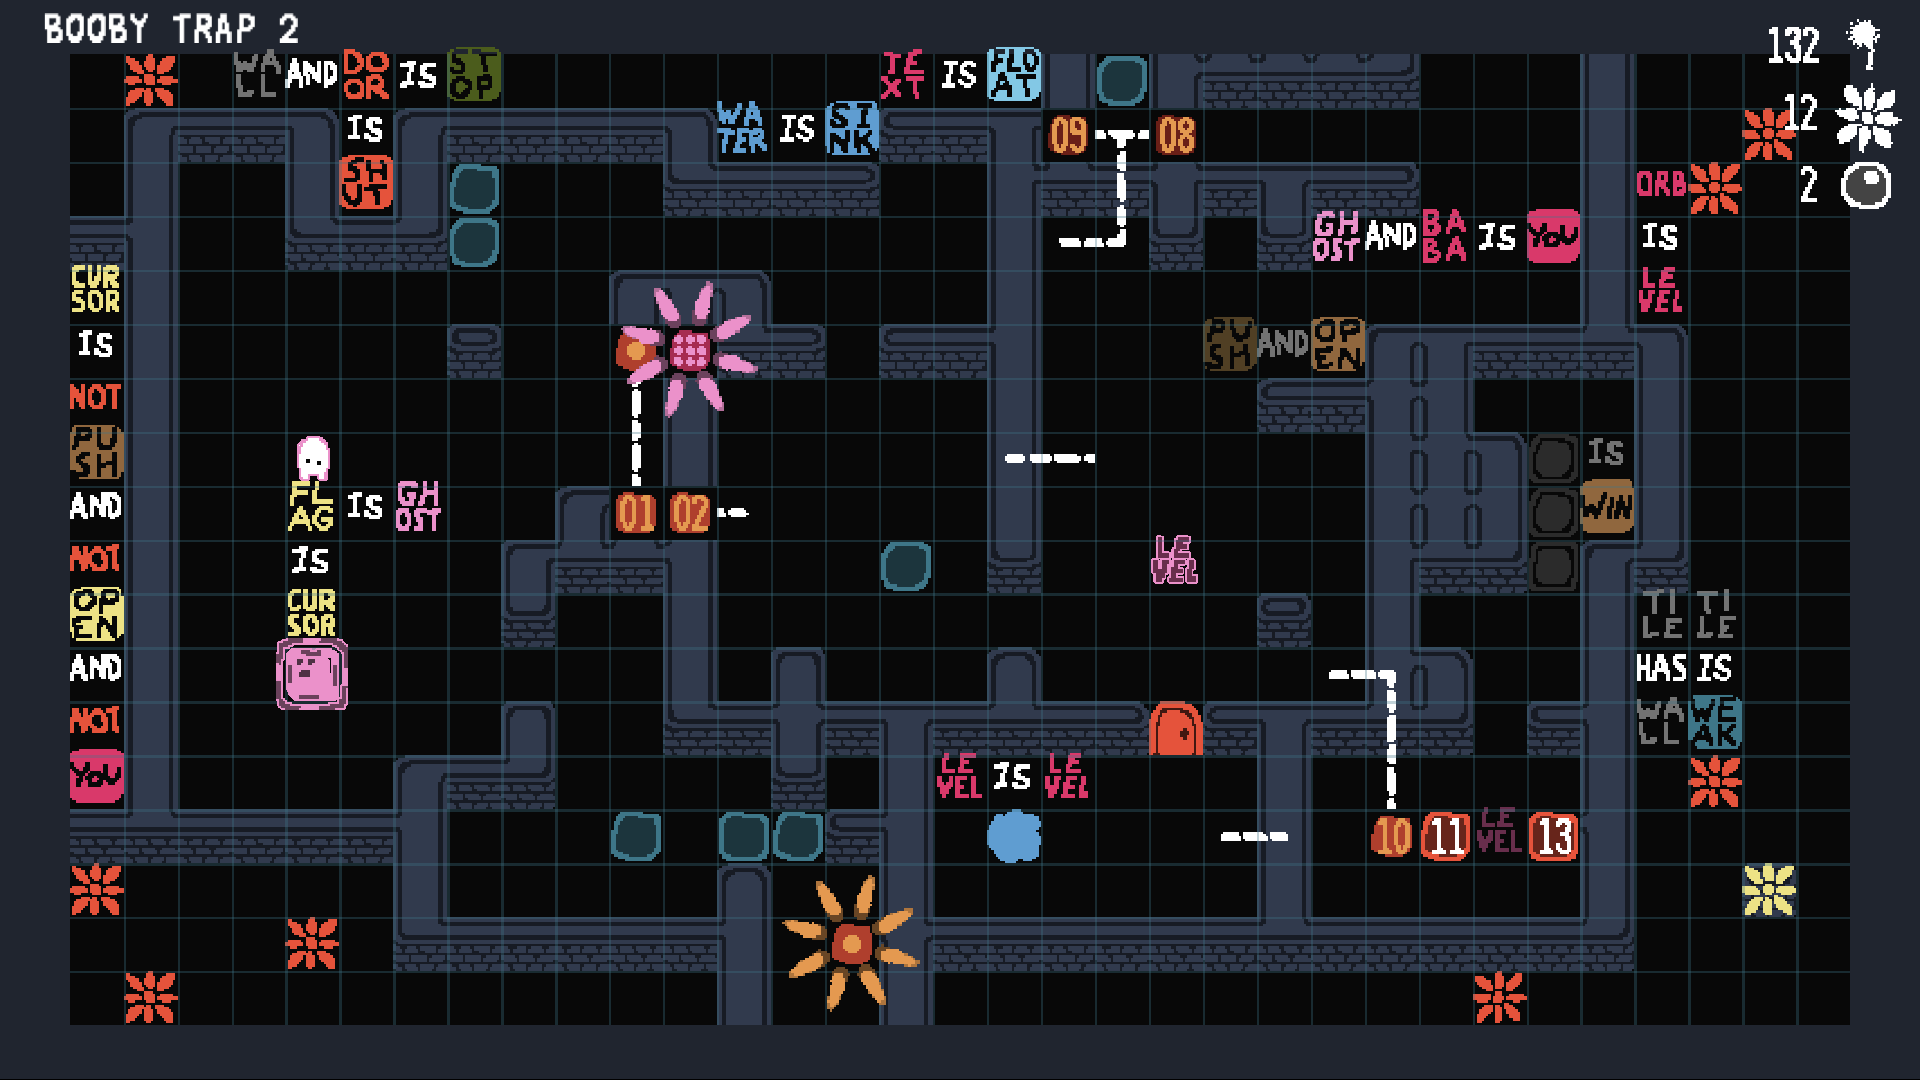 BOOBY TRAP 2
132
WALL AND DOOR IS STOP
TEXT IS FLOAT
12
IS
WATER IS SINK
09 08
SHUT
ORB
2
GHOST AND BABA IS YOU
IS
CURSOR
LEVEL
IS
PUSH AND OPEN
NOT
PUSH
IS
AND
FLAG IS GHOST
01 02
WIN
NOT
IS
LEVEL
OPEN
CURSOR
TILE TILE
AND
HAS IS
NOT
WALL WEAK
YOU
LEVEL IS LEVEL
10 11 LEVEL 13